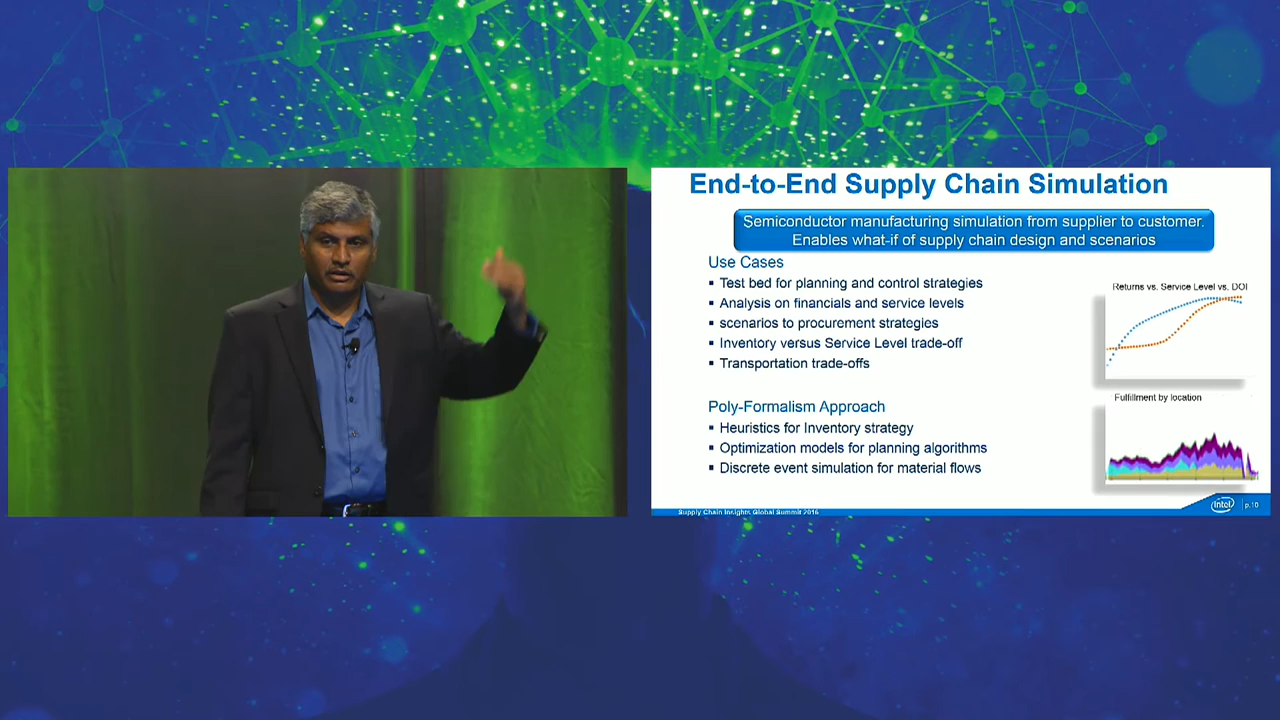 End-to-End Supply Chain Simulation
Semiconductor manufacturing simulation from supplier to customer.
Enables what-if of supply chain design and scenarios
Use Cases
▪ Test bed for planning and control strategies
▪ Analysis on financials and service levels
▪ scenarios to procurement strategies
▪ Inventory versus Service Level trade-off
▪ Transportation trade-offs
Returns vs. Service Level vs. DOI
Poly-Formalism Approach
▪ Heuristics for Inventory strategy
▪ Optimization models for planning algorithms
▪ Discrete event simulation for material flows
Fulfillment by location
Supply Chain Insights Global Summit 2016
intel
p.10